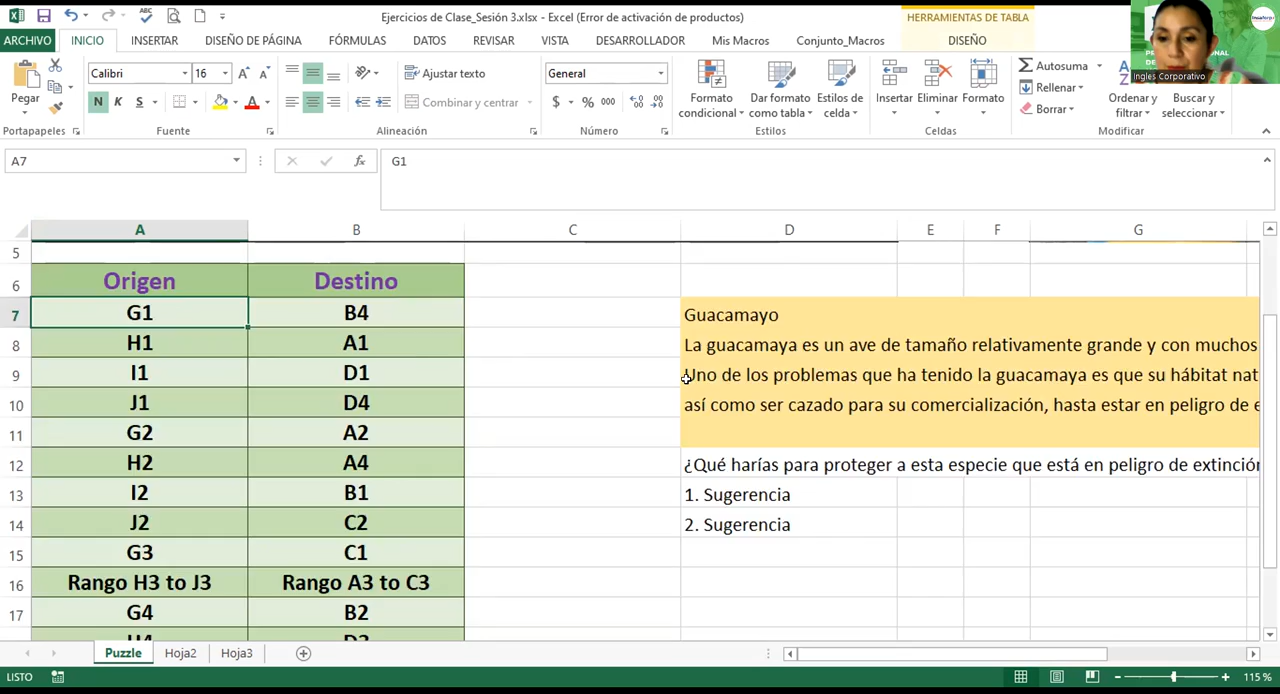 Ejercicios de Clase_Sesión 3.xlsx - Excel (Error de activación de productos)
HERRAMIENTAS DE TABLA
ARCHIVO INICIO INSERTAR DISEÑO DE PÁGINA FÓRMULAS DATOS REVISAR VISTA DESARROLLADOR Mis Macros Conjunto_Macros DISEÑO
Ingles Corporativo
Pegar
Calibri 16
N K S
Ajustar texto
Combinar y centrar
General
$ % 000
Formato condicional
Dar formato como tabla
Estilos de celda
Insertar Eliminar Formato
Autosuma
Rellenar
Borrar
Ordenar y filtrar
Buscar y seleccionar
Portapapeles Fuente Alineación Número Estilos Celdas Modificar
A7 fx G1
A B C D E F G
5
6 Origen Destino
7 G1 B4 Guacamayo
8 H1 A1 La guacamaya es un ave de tamaño relativamente grande y con muchos
9 I1 D1 Uno de los problemas que ha tenido la guacamaya es que su hábitat nat
10 J1 D4 así como ser cazado para su comercialización, hasta estar en peligro de e
11 G2 A2
12 H2 A4 ¿Qué harías para proteger a esta especie que está en peligro de extinción
13 I2 B1 1. Sugerencia
14 J2 C2 2. Sugerencia
15 G3 C1
16 Rango H3 to J3 Rango A3 to C3
17 G4 B2
Puzzle Hoja2 Hoja3
LISTO 115 %